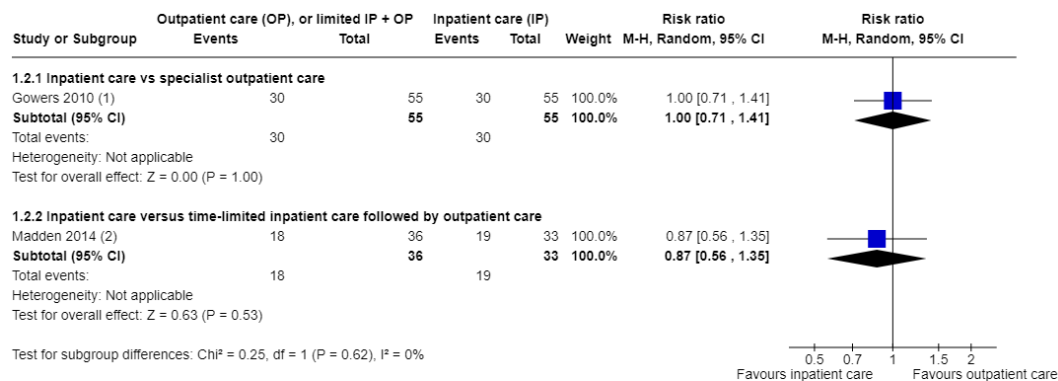 Outpatient care (OP), or limited IP + OP Inpatient care (IP) Risk ratio Risk ratio
Study or Subgroup Events Total Events Total Weight M-H, Random, 95% CI M-H, Random, 95% CI
1.2.1 Inpatient care vs specialist outpatient care
Gowers 2010 (1) 30 55 30 55 100.0% 1.00 [0.71 , 1.41]
Subtotal (95% CI) 55 55 100.0% 1.00 [0.71 , 1.41]
Total events: 30 30
Heterogeneity: Not applicable
Test for overall effect: Z = 0.00 (P = 1.00)
1.2.2 Inpatient care versus time-limited inpatient care followed by outpatient care
Madden 2014 (2) 18 36 19 33 100.0% 0.87 [0.56 , 1.35]
Subtotal (95% CI) 36 33 100.0% 0.87 [0.56 , 1.35]
Total events: 18 19
Heterogeneity: Not applicable
Test for overall effect: Z = 0.63 (P = 0.53)
Test for subgroup differences: Chi² = 0.25, df = 1 (P = 0.62), I² = 0%
0.5 0.7 1 1.5 2
Favours inpatient care Favours outpatient care